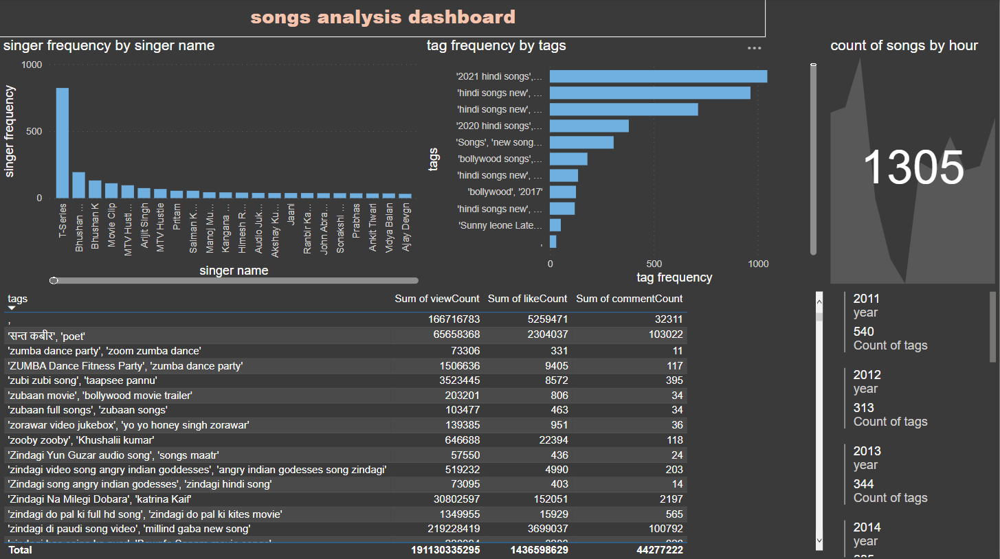 songs analysis dashboard
singer frequency by singer name
singer frequency
1000
500
0
T-Series
Bhushan ...
Bhushan K
Movie Clip
MTV Hustl...
Arijit Singh
MTV Hustle
Pritam
Salman K...
Manoj Mu...
Kangana ...
Himesh R...
Audio Juk...
Akshay Ku...
Jaani
Ranbir Ka...
John Abra...
Sonakshi ...
Prabhas
Ankit Tiwari
Vidya Balan
Ajay Devgn
singer name
tag frequency by tags
tags
'2021 hindi songs',...
'hindi songs new', ...
'hindi songs new', ...
'2020 hindi songs',...
'Songs', 'new song...
'bollywood songs',...
'hindi songs new', ...
'bollywood', '2017'
'hindi songs new', ...
'Sunny leone Late...
,
0 500 1000
tag frequency
count of songs by hour
1305
tags Sum of viewCount Sum of likeCount Sum of commentCount
, 166716783 5259471 32311
'सन्त कबीर', 'poet' 65658368 2304037 103022
'zumba dance party', 'zoom zumba dance' 73306 331 11
'ZUMBA Dance Fitness Party', 'zumba dance party' 1506636 9405 117
'zubi zubi song', 'taapsee pannu' 3523445 8572 395
'zubaan movie', 'bollywood movie trailer' 203201 806 34
'zubaan full songs', 'zubaan songs' 103477 463 34
'zorawar video jukebox', 'yo yo honey singh zorawar' 139385 951 36
'zooby zooby', 'Khushalii kumar' 646688 22394 118
'Zindagi Yun Guzar audio song', 'songs maatr' 57550 436 24
'zindagi video song angry indian goddesses', 'angry indian godesses song zindagi' 519232 4990 203
'Zindagi song angry indian godesses', 'zindagi hindi song' 73095 403 14
'Zindagi Na Milegi Dobara', 'katrina Kaif' 30802597 152051 2197
'zindagi do pal ki full hd song', 'zindagi do pal ki kites movie' 1349955 15929 565
'zindagi di paudi song video', 'millind gaba new song' 219228419 3699037 100792
Total 191130335295 1436598629 44277222
2011
year
540
Count of tags
2012
year
313
Count of tags
2013
year
344
Count of tags
2014
year